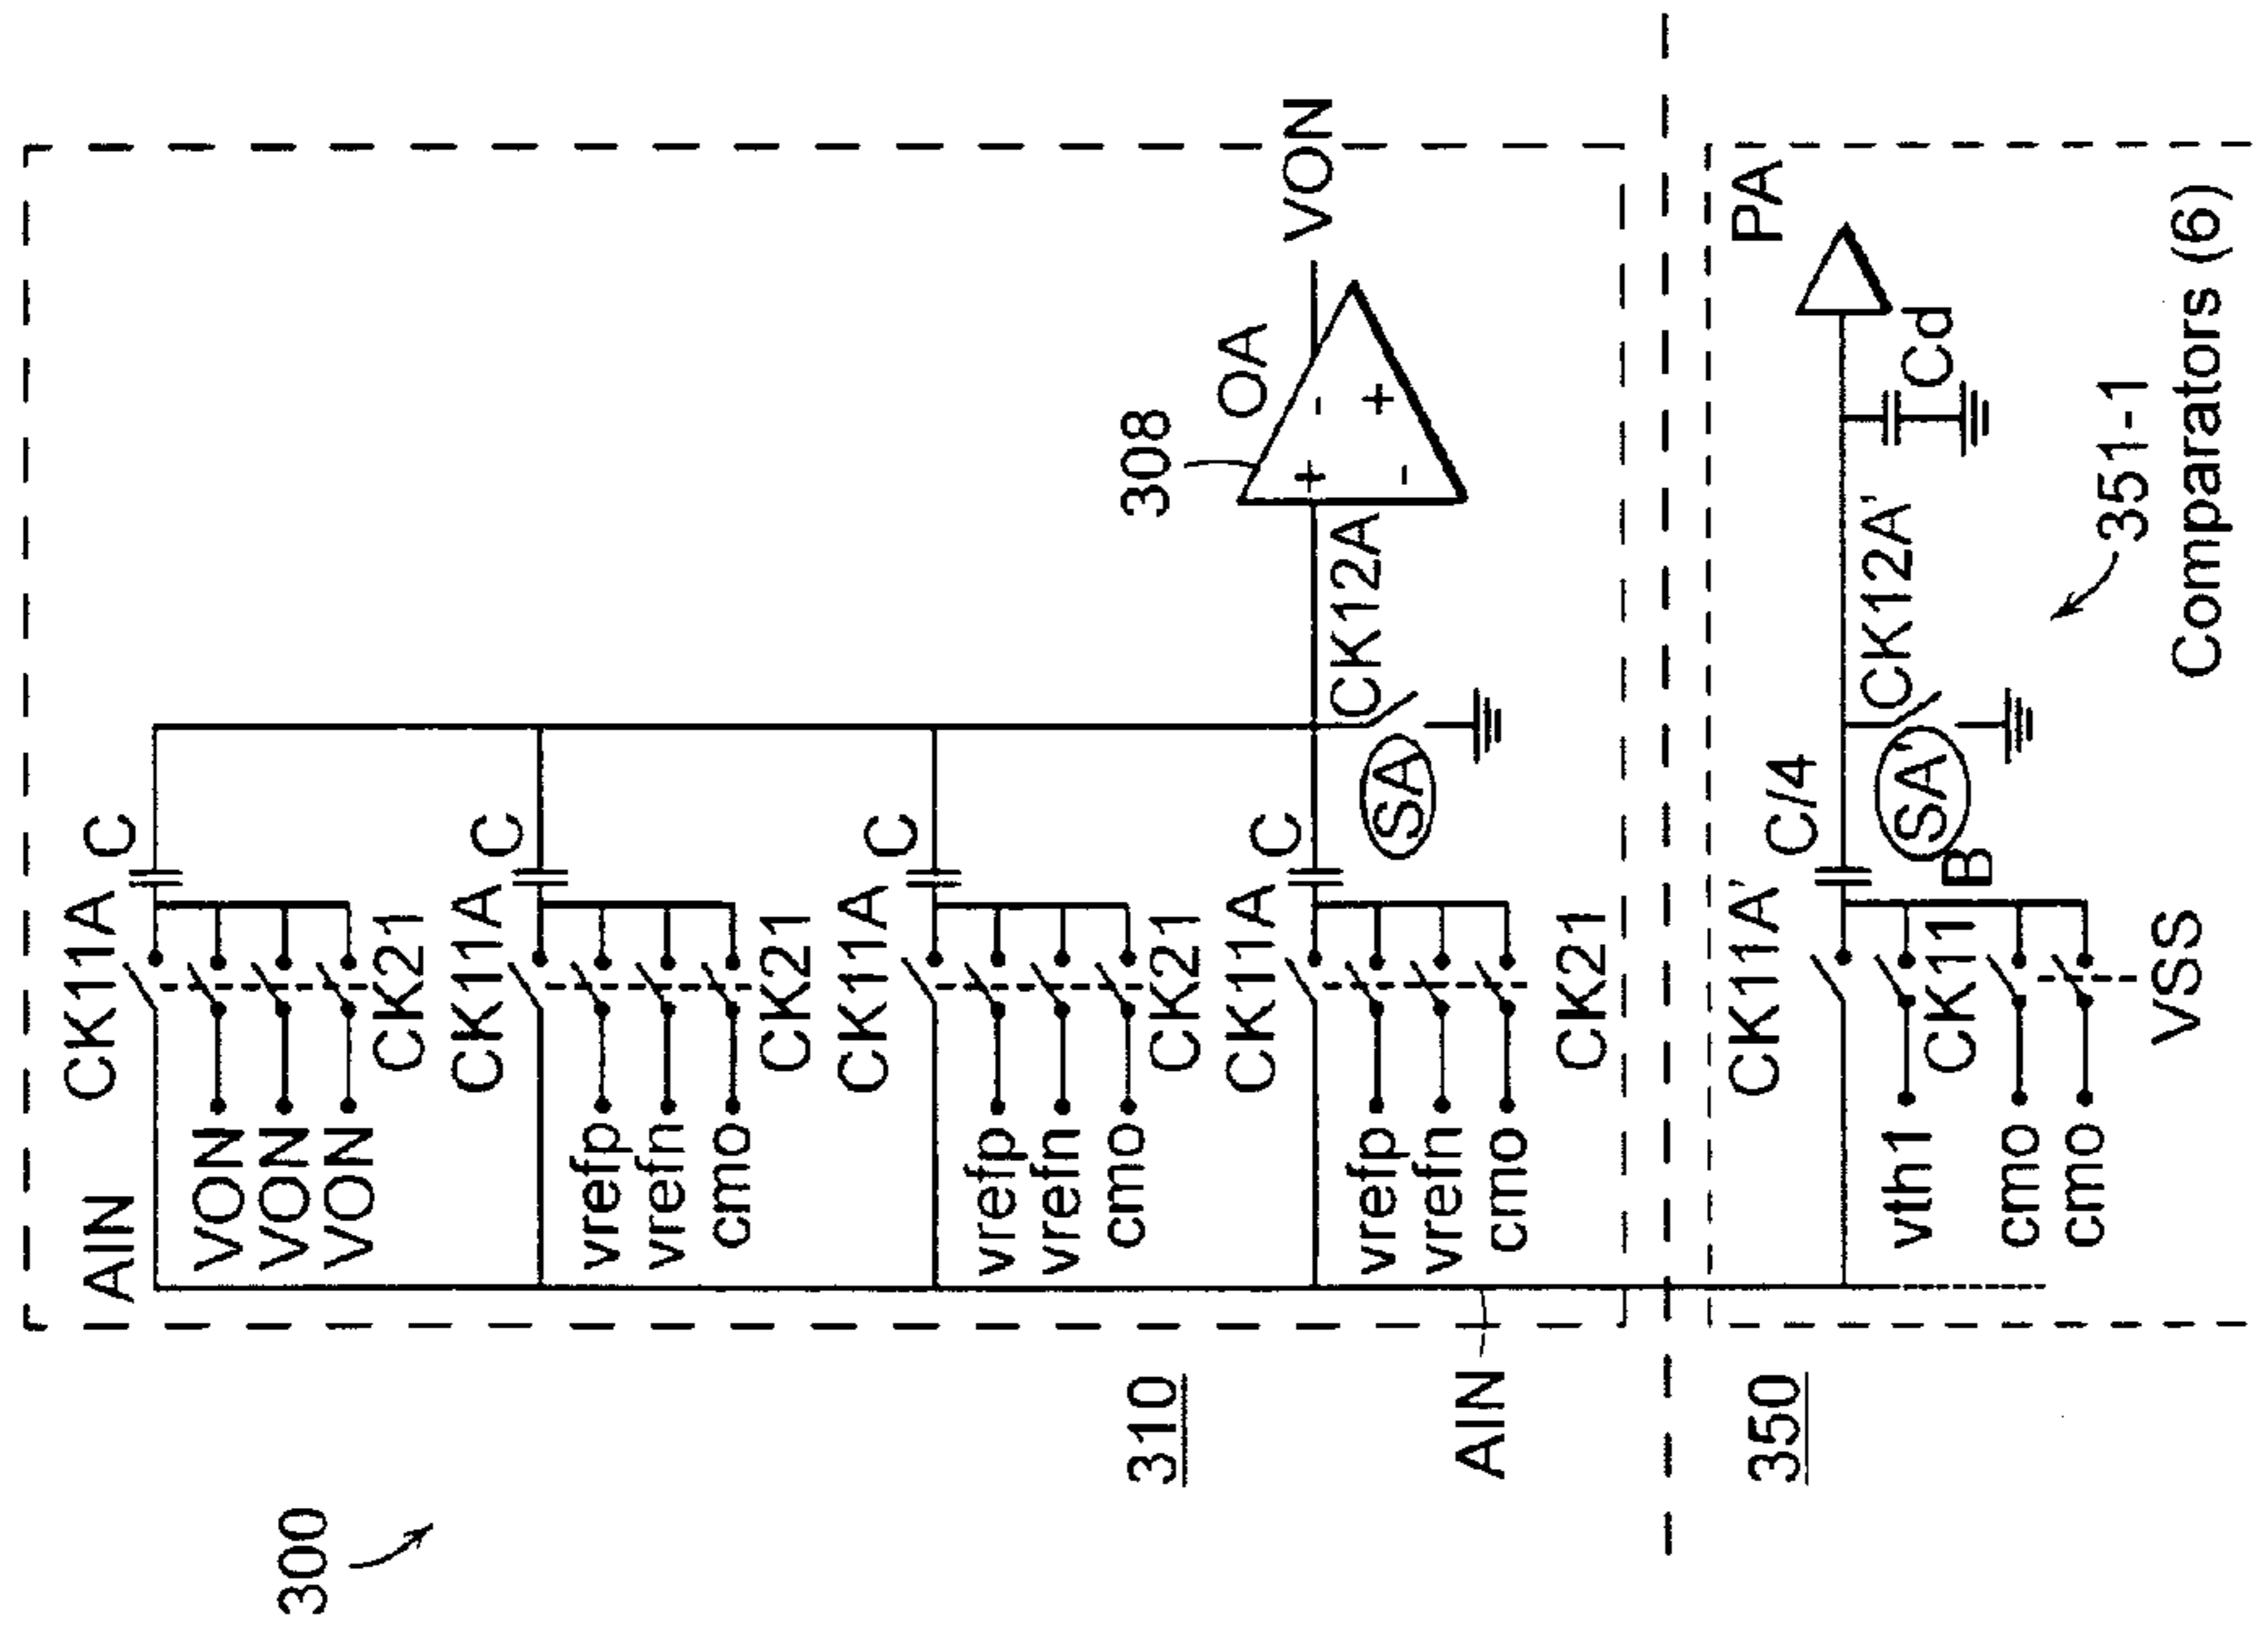 300
310
AIN
350
AIN
CK11A
C
VON
VON
VON
CK21
CK11A
C
vrefp
vrefn
cmo
CK21
CK11A
C
vrefp
vrefn
cmo
CK21
CK11A
C
vrefp
vrefn
cmo
CK21
SA
CK12A
308
OA
+
-
-
+
VON
CK11A'
C/4
vth1
CK11
cmo
cmo
VSS
B
SA'
CK12A'
Cd
PA
351-1
Comparators (6)